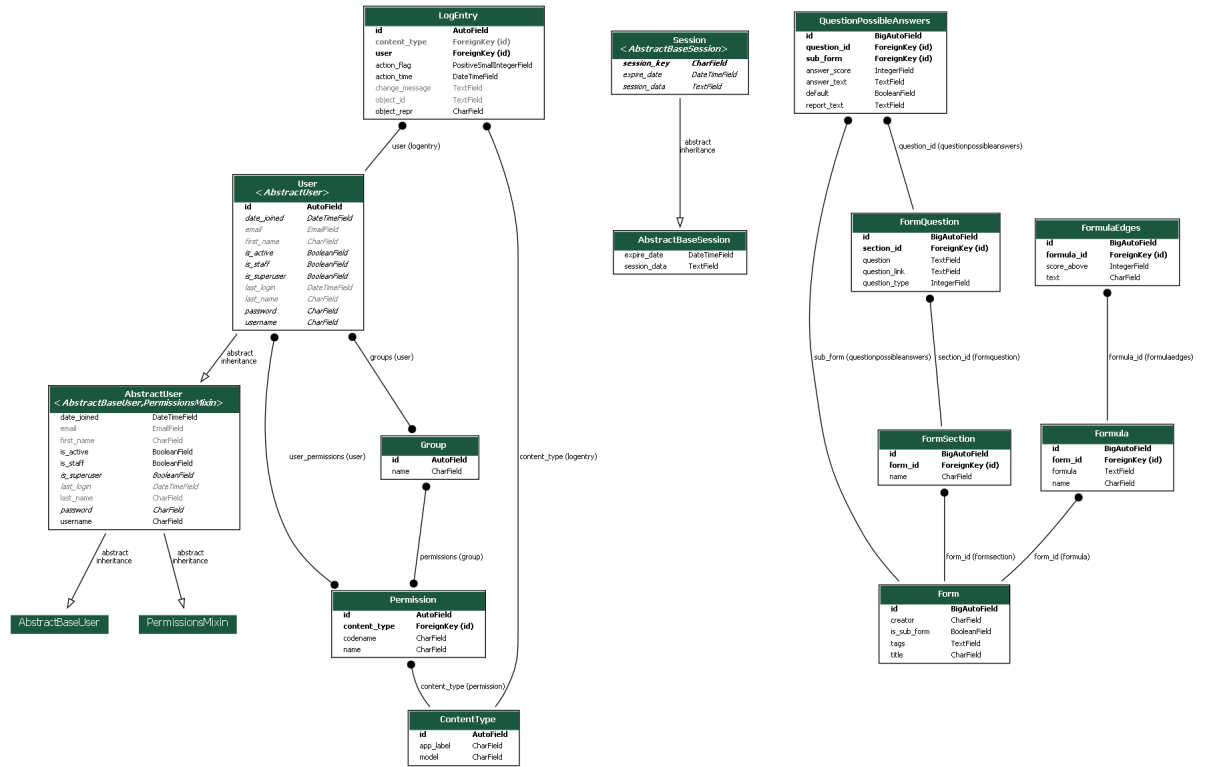 LogEntry
id AutoField
content_type ForeignKey (id)
user ForeignKey (id)
action_flag PositiveSmallIntegerField
action_time DateTimeField
change_message TextField
object_id TextField
object_repr CharField
user (logentry)
User
<AbstractUser>
id AutoField
date_joined DateTimeField
email EmailField
first_name CharField
is_active BooleanField
is_staff BooleanField
is_superuser BooleanField
last_login DateTimeField
last_name CharField
password CharField
username CharField
abstract
inheritance
groups (user)
AbstractUser
<AbstractBaseUser,PermissionsMixin>
date_joined DateTimeField
email EmailField
first_name CharField
is_active BooleanField
is_staff BooleanField
is_superuser BooleanField
last_login DateTimeField
last_name CharField
password CharField
username CharField
abstract
inheritance
abstract
inheritance
AbstractBaseUser
PermissionsMixin
user_permissions (user)
Group
id AutoField
name CharField
content_type (logentry)
permissions (group)
Permission
id AutoField
content_type ForeignKey (id)
codename CharField
name CharField
content_type (permission)
ContentType
id AutoField
app_label CharField
model CharField
Session
<AbstractBaseSession>
session_key CharField
expire_date DateTimeField
session_data TextField
abstract
inheritance
AbstractBaseSession
expire_date DateTimeField
session_data TextField
QuestionPossibleAnswers
id BigAutoField
question_id ForeignKey (id)
sub_form ForeignKey (id)
answer_score IntegerField
answer_text TextField
default BooleanField
report_text TextField
question_id (questionpossibleanswers)
FormQuestion
id BigAutoField
section_id ForeignKey (id)
question TextField
question_link TextField
question_type IntegerField
FormulaEdges
id BigAutoField
formula_id ForeignKey (id)
score_above IntegerField
text CharField
sub_form (questionpossibleanswers)
section_id (formquestion)
formula_id (formulaedges)
FormSection
id BigAutoField
form_id ForeignKey (id)
name CharField
Formula
id BigAutoField
form_id ForeignKey (id)
formula TextField
name CharField
form_id (formsection)
form_id (formula)
Form
id BigAutoField
creator CharField
is_sub_form BooleanField
tags TextField
title CharField